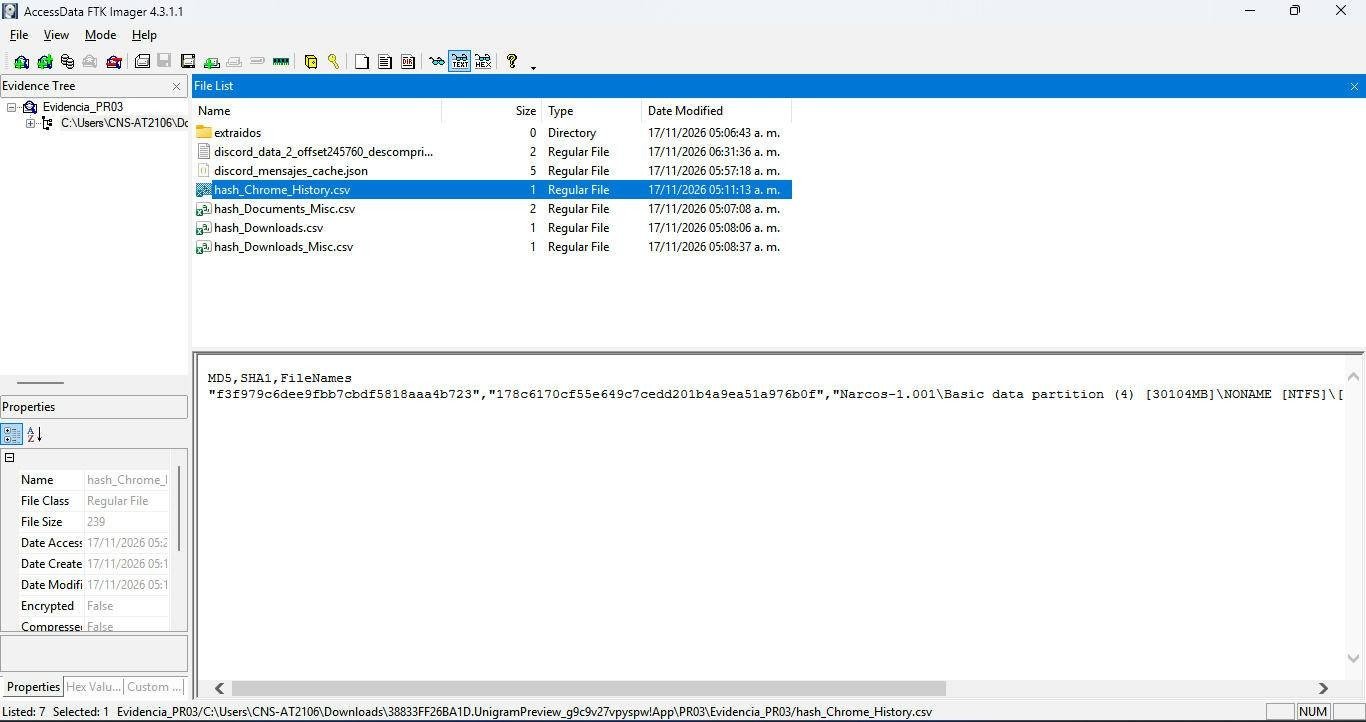 AccessData FTK Imager 4.3.1.1
File View Mode Help
Evidence Tree
Evidencia_PR03
C:\Users\CNS-AT2106\Dc
File List
Name Size Type Date Modified
extraidos 0 Directory 17/11/2026 05:06:43 a. m.
discord_data_2_offset245760_descompri... 2 Regular File 17/11/2026 06:31:36 a. m.
discord_mensajes_cache.json 5 Regular File 17/11/2026 05:57:18 a. m.
hash_Chrome_History.csv 1 Regular File 17/11/2026 05:11:13 a. m.
hash_Documents_Misc.csv 2 Regular File 17/11/2026 05:07:08 a. m.
hash_Downloads.csv 1 Regular File 17/11/2026 05:08:06 a. m.
hash_Downloads_Misc.csv 1 Regular File 17/11/2026 05:08:37 a. m.
MD5,SHA1,FileNames
"f3f979c6dee9fbb7cbdf5818aaa4b723","178c6170cf55e649c7cedd201b4a9ea51a976b0f","Narcos-1.001\Basic data partition (4) [30104MB]\NONAME [NTFS]\[
Properties
Name hash_Chrome_l
File Class Regular File
File Size 239
Date Access 17/11/2026 05:2
Date Create 17/11/2026 05:1
Date Modifi 17/11/2026 05:1
Encrypted False
Compresse False
Properties Hex Valu... Custom ...
Listed: 7 Selected: 1 Evidencia_PR03/C:\Users\CNS-AT2106\Downloads\38833FF26BA1D.UnigramPreview_g9c9v27vpyspw!App\PR03\Evidencia_PR03/hash_Chrome_History.csv
NUM